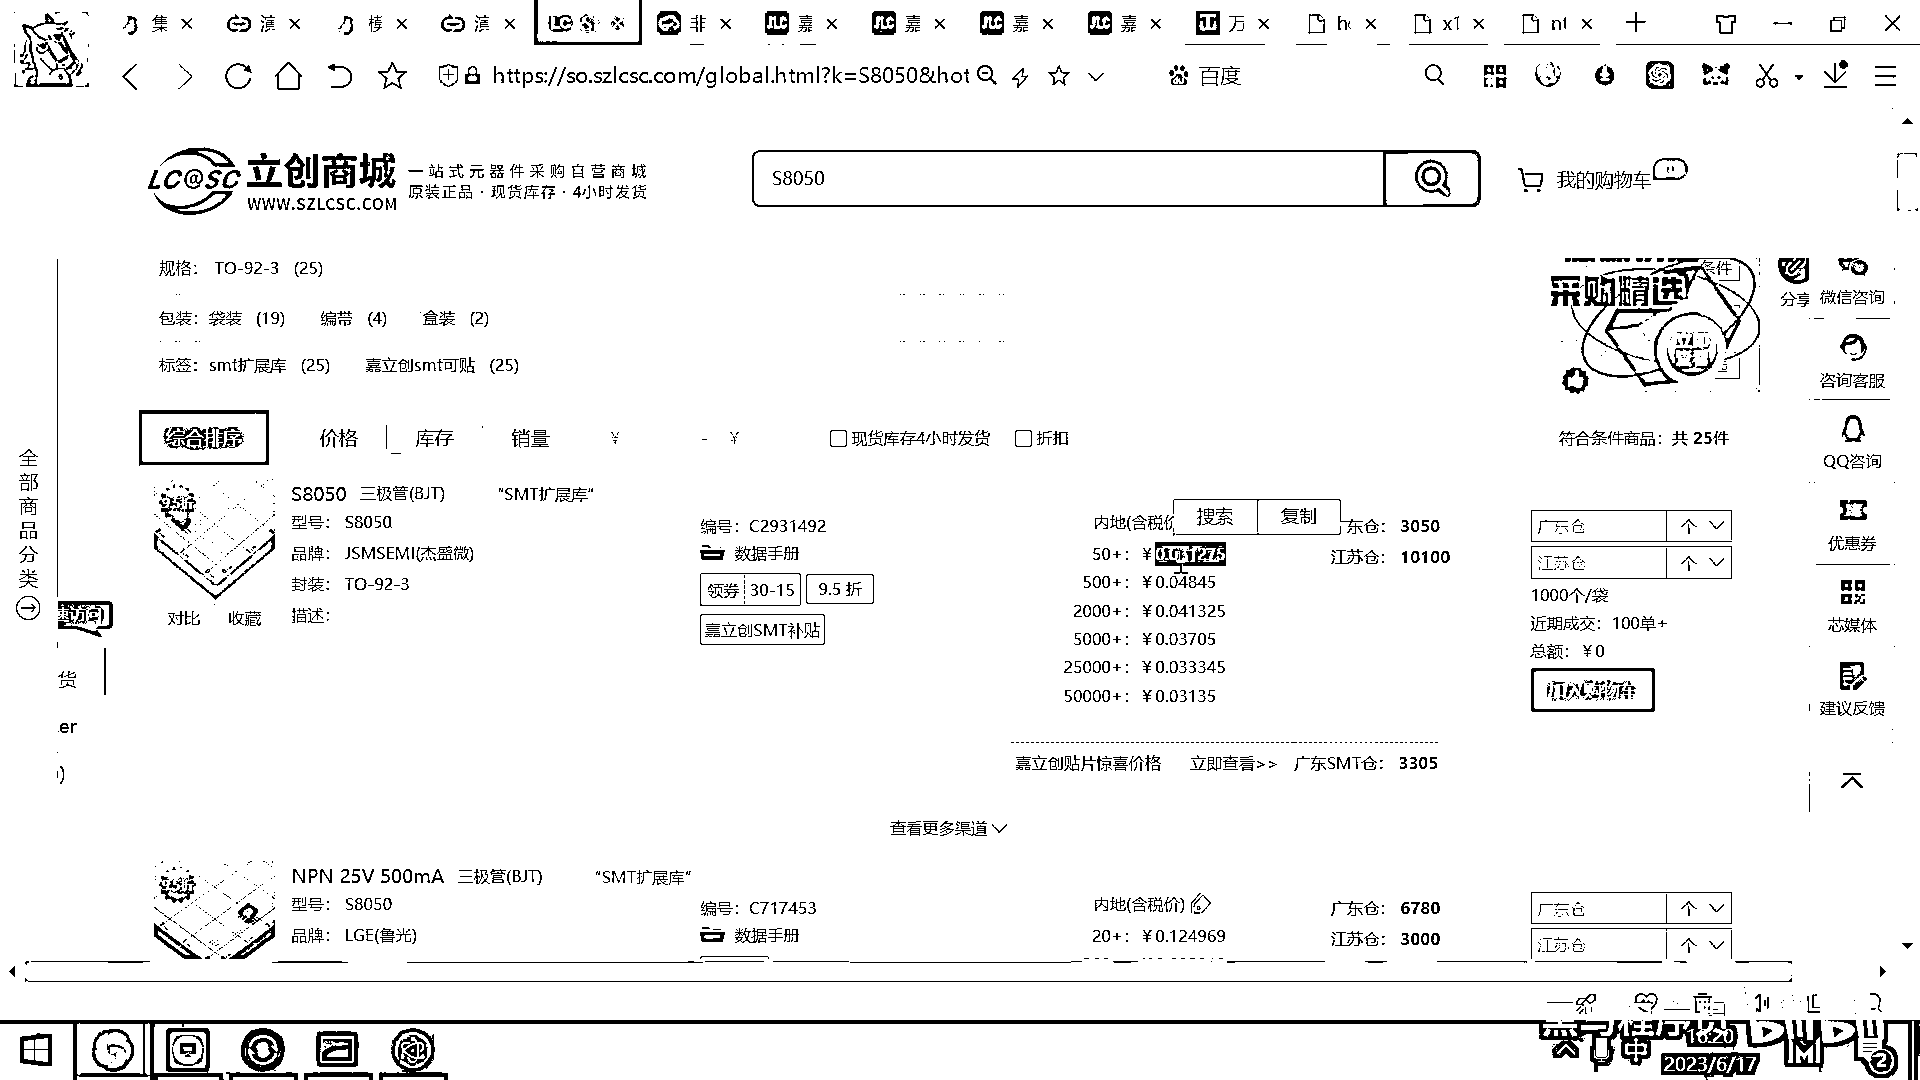 集
滇
榜
滇
非
嘉
嘉
嘉
嘉
万
x1
https://so.szlcsc.com/global.html?k=S8050&hot
百度
LC@SC 立创商城
WWW.SZLCSC.COM
一站式元器件采购自营商城
原装正品·现货库存·4小时发货
S8050
我的购物车
规格： TO-92-3 (25)
包装： 袋装 (19) 编带 (4) 盒装 (2)
标签： smt扩展库 (25) 嘉立创smt可贴 (25)
采购精选
条件
分享
微信咨询
咨询客服
QQ咨询
优惠券
芯媒体
建议反馈
全部商品分类
综合排序 价格 库存 销量 ¥ - ¥ 现货库存4小时发货 折扣
符合条件商品：共 25件
S8050 三极管(BJT) "SMT扩展库"
型号： S8050
品牌： JSMSEMI(杰盛微)
封装： TO-92-3
描述：
对比 收藏
编号： C2931492
数据手册
领券 30-15 9.5 折
嘉立创SMT补贴
内地(含税价
搜索 复制
50+： ¥
500+： ¥0.04845
2000+： ¥0.041325
5000+： ¥0.03705
25000+： ¥0.033345
50000+： ¥0.03135
东仓： 3050
江苏仓： 10100
广东仓 个
江苏仓 个
1000个/袋
近期成交：100单+
总额：¥0
加入购物车
嘉立创贴片惊喜价格 立即查看>> 广东SMT仓： 3305
货
er
查看更多渠道
NPN 25V 500mA 三极管(BJT) "SMT扩展库"
型号： S8050
品牌： LGE(鲁光)
编号： C717453
数据手册
内地(含税价)
20+： ¥0.124969
广东仓： 6780
江苏仓： 3000
广东仓 个
江苏仓 个
中
16:20
2023/6/17
2